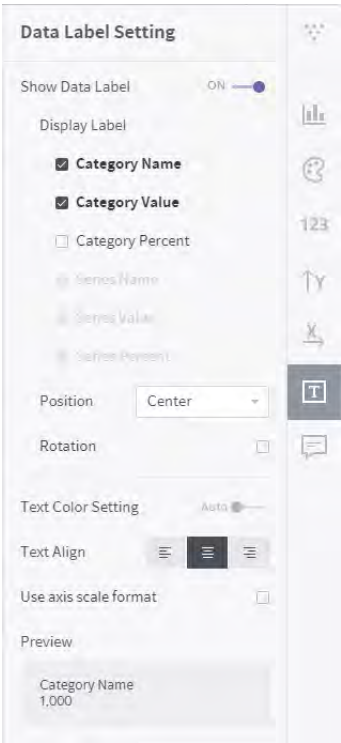 Data Label Setting
Show Data Label ON
Display Label
Category Name
Category Value
Category Percent
Series Name
Series Value
Series Percent
Position Center
Rotation
Text Color Setting Auto
Text Align
Use axis scale format
Preview
Category Name
1,000
123
Y
X
T